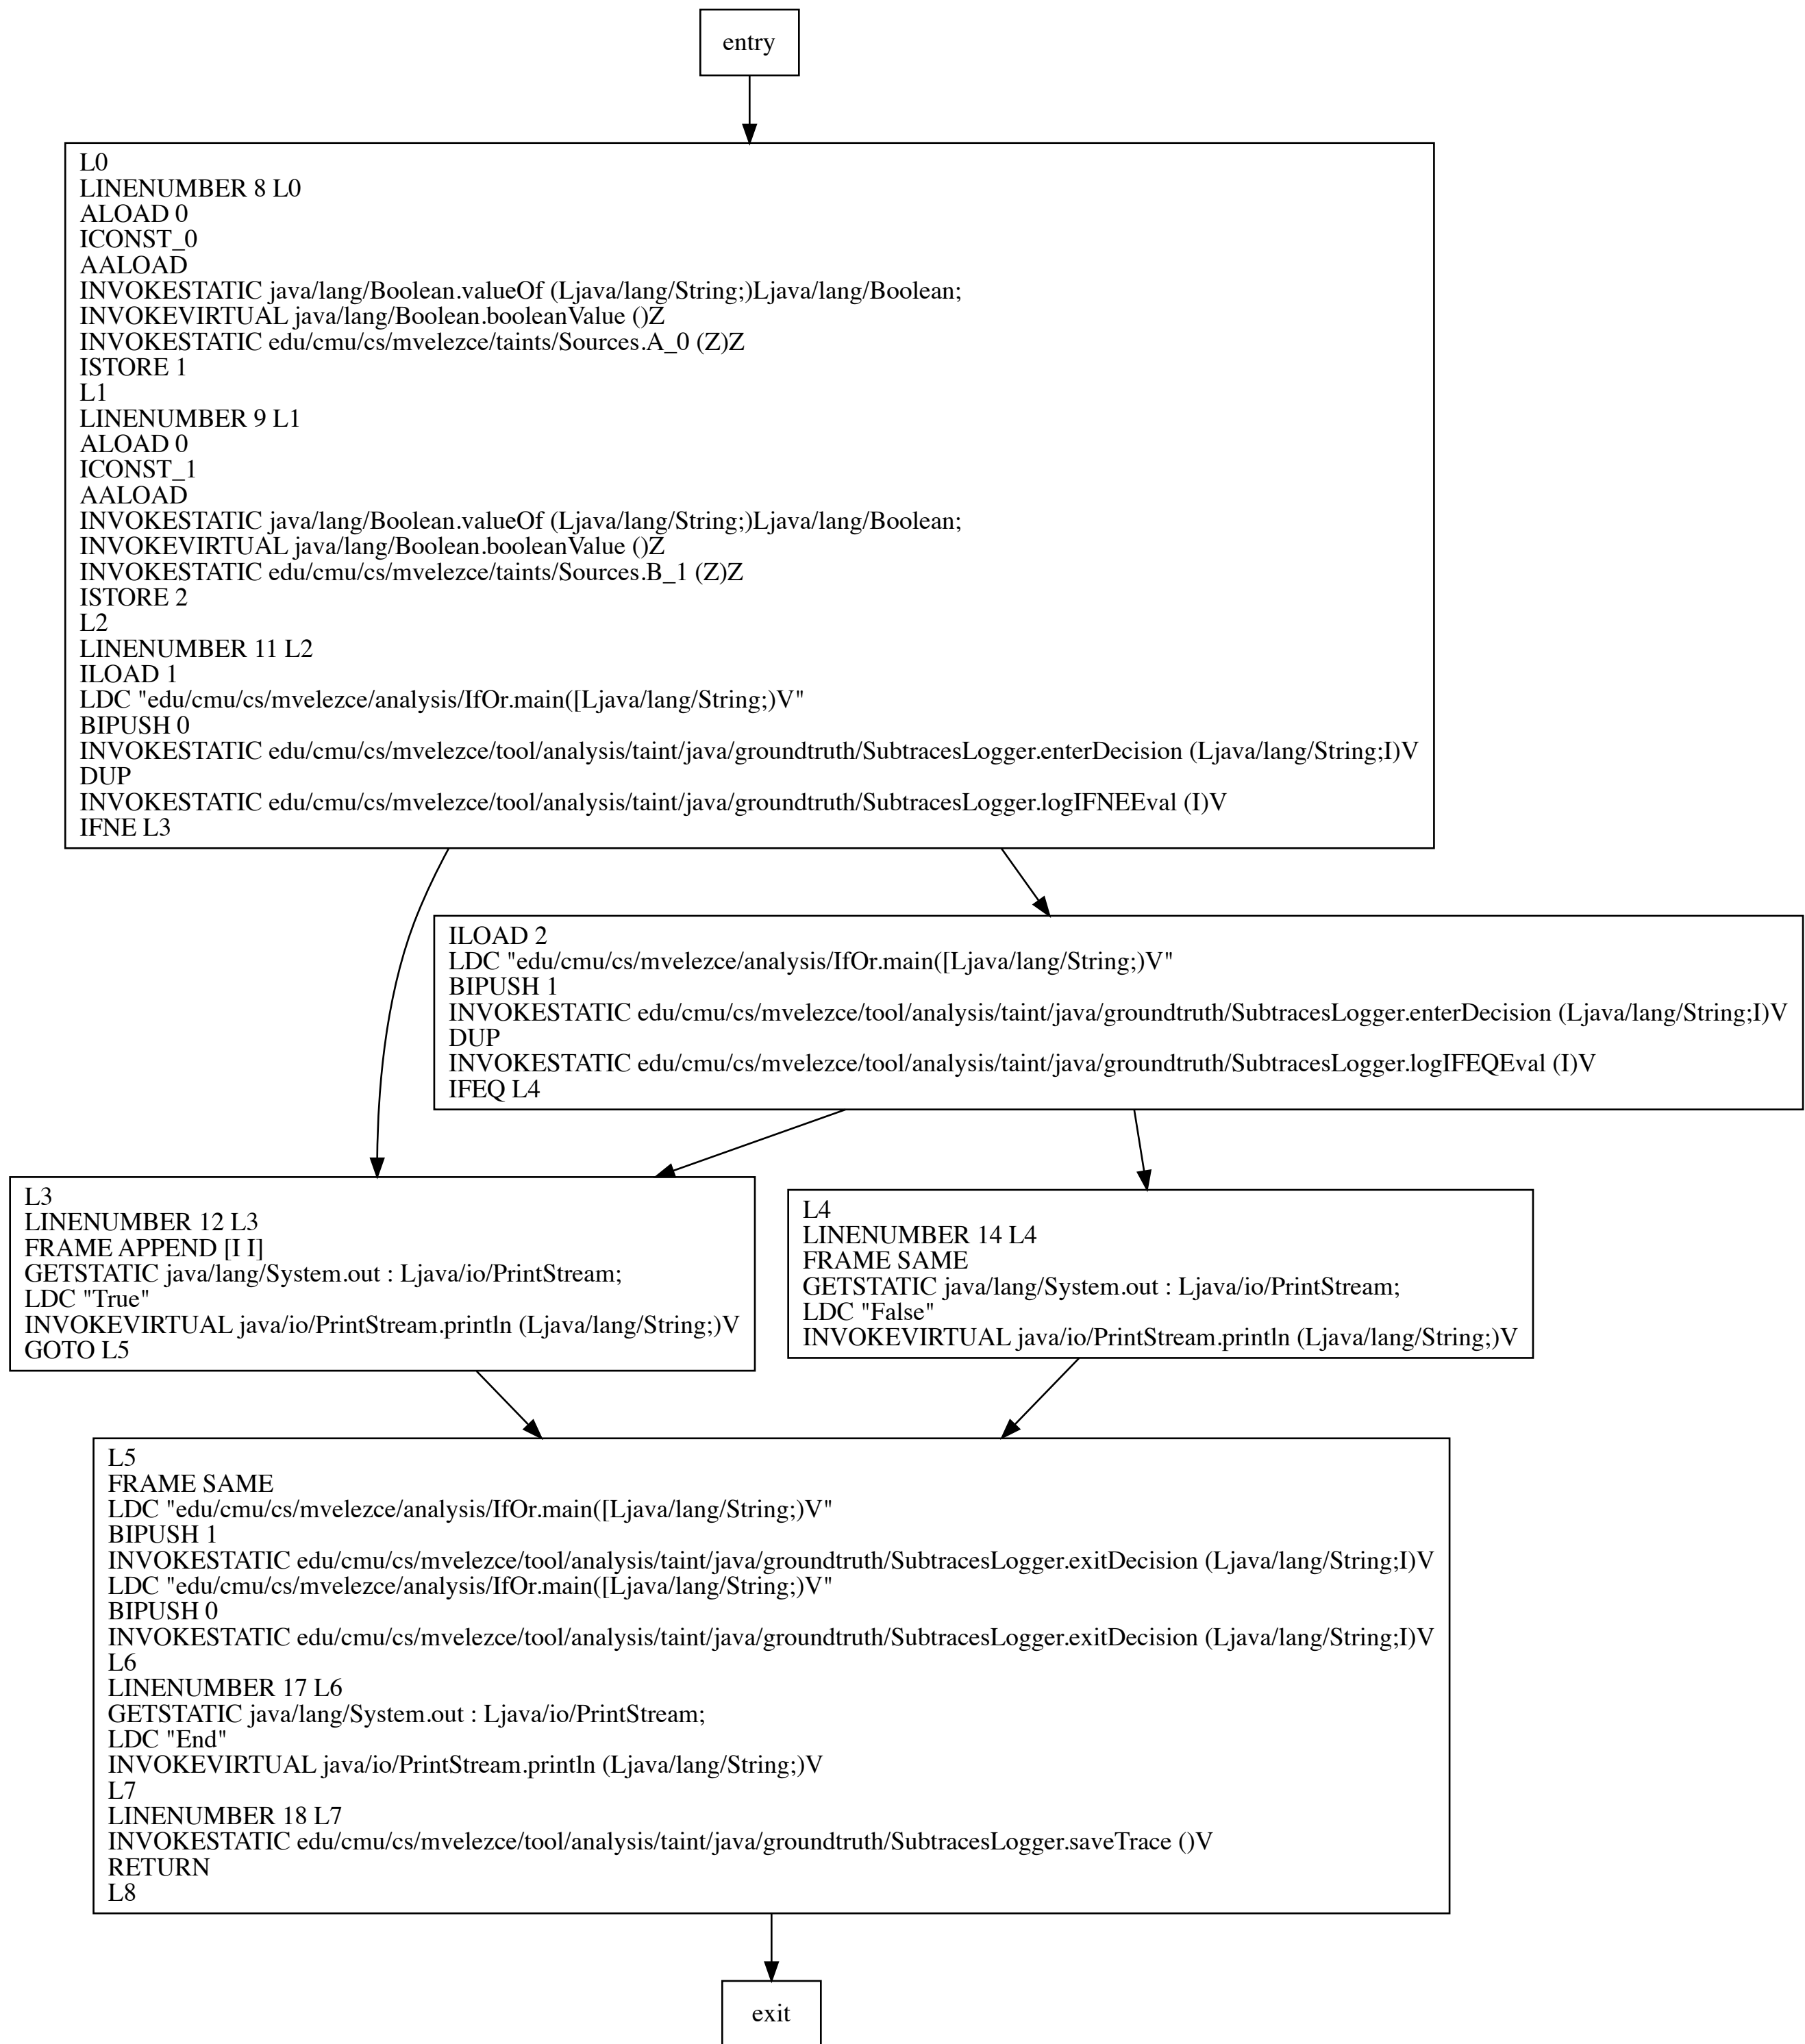 entry
L0
LINENUMBER 8 L0
ALOAD 0
ICONST_0
AALOAD
INVOKESTATIC java/lang/Boolean.valueOf (Ljava/lang/String;)Ljava/lang/Boolean;
INVOKEVIRTUAL java/lang/Boolean.booleanValue ()Z
INVOKESTATIC edu/cmu/cs/mvelezce/taints/Sources.A_0 (Z)Z
ISTORE 1
L1
LINENUMBER 9 L1
ALOAD 0
ICONST_1
AALOAD
INVOKESTATIC java/lang/Boolean.valueOf (Ljava/lang/String;)Ljava/lang/Boolean;
INVOKEVIRTUAL java/lang/Boolean.booleanValue ()Z
INVOKESTATIC edu/cmu/cs/mvelezce/taints/Sources.B_1 (Z)Z
ISTORE 2
L2
LINENUMBER 11 L2
ILOAD 1
LDC "edu/cmu/cs/mvelezce/analysis/IfOr.main([Ljava/lang/String;)V"
BIPUSH 0
INVOKESTATIC edu/cmu/cs/mvelezce/tool/analysis/taint/java/groundtruth/SubtracesLogger.enterDecision (Ljava/lang/String;I)V
DUP
INVOKESTATIC edu/cmu/cs/mvelezce/tool/analysis/taint/java/groundtruth/SubtracesLogger.logIFNEEval (I)V
IFNE L3
ILOAD 2
LDC "edu/cmu/cs/mvelezce/analysis/IfOr.main([Ljava/lang/String;)V"
BIPUSH 1
INVOKESTATIC edu/cmu/cs/mvelezce/tool/analysis/taint/java/groundtruth/SubtracesLogger.enterDecision (Ljava/lang/String;I)V
DUP
INVOKESTATIC edu/cmu/cs/mvelezce/tool/analysis/taint/java/groundtruth/SubtracesLogger.logIFEQEval (I)V
IFEQ L4
L3
LINENUMBER 12 L3
FRAME APPEND [I I]
GETSTATIC java/lang/System.out : Ljava/io/PrintStream;
LDC "True"
INVOKEVIRTUAL java/io/PrintStream.println (Ljava/lang/String;)V
GOTO L5
L4
LINENUMBER 14 L4
FRAME SAME
GETSTATIC java/lang/System.out : Ljava/io/PrintStream;
LDC "False"
INVOKEVIRTUAL java/io/PrintStream.println (Ljava/lang/String;)V
L5
FRAME SAME
LDC "edu/cmu/cs/mvelezce/analysis/IfOr.main([Ljava/lang/String;)V"
BIPUSH 1
INVOKESTATIC edu/cmu/cs/mvelezce/tool/analysis/taint/java/groundtruth/SubtracesLogger.exitDecision (Ljava/lang/String;I)V
LDC "edu/cmu/cs/mvelezce/analysis/IfOr.main([Ljava/lang/String;)V"
BIPUSH 0
INVOKESTATIC edu/cmu/cs/mvelezce/tool/analysis/taint/java/groundtruth/SubtracesLogger.exitDecision (Ljava/lang/String;I)V
L6
LINENUMBER 17 L6
GETSTATIC java/lang/System.out : Ljava/io/PrintStream;
LDC "End"
INVOKEVIRTUAL java/io/PrintStream.println (Ljava/lang/String;)V
L7
LINENUMBER 18 L7
INVOKESTATIC edu/cmu/cs/mvelezce/tool/analysis/taint/java/groundtruth/SubtracesLogger.saveTrace ()V
RETURN
L8
exit